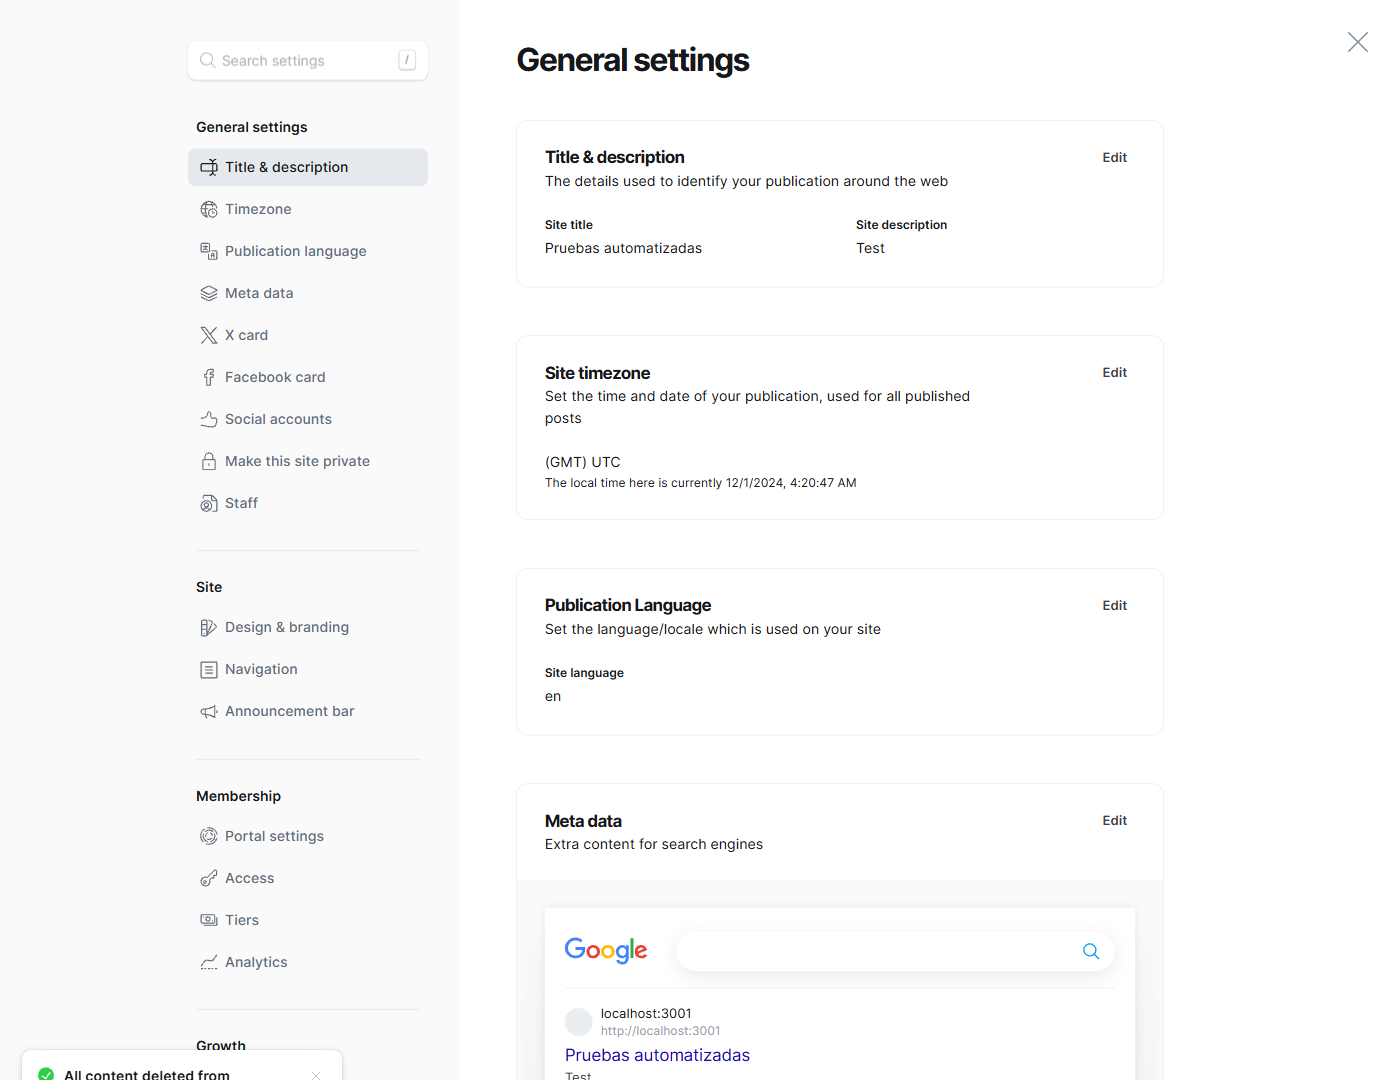 Search settings /
General settings
Title & description
Timezone
Publication language
Meta data
X card
Facebook card
Social accounts
Make this site private
Staff
Site
Design & branding
Navigation
Announcement bar
Membership
Portal settings
Access
Tiers
Analytics
Growth
All content deleted from
General settings
Title & description
Edit
The details used to identify your publication around the web
Site title
Pruebas automatizadas
Site description
Test
Site timezone
Edit
Set the time and date of your publication, used for all published
posts
(GMT) UTC
The local time here is currently 12/1/2024, 4:20:47 AM
Publication Language
Edit
Set the language/locale which is used on your site
Site language
en
Meta data
Edit
Extra content for search engines
Google
localhost:3001
http://localhost:3001
Pruebas automatizadas
Test